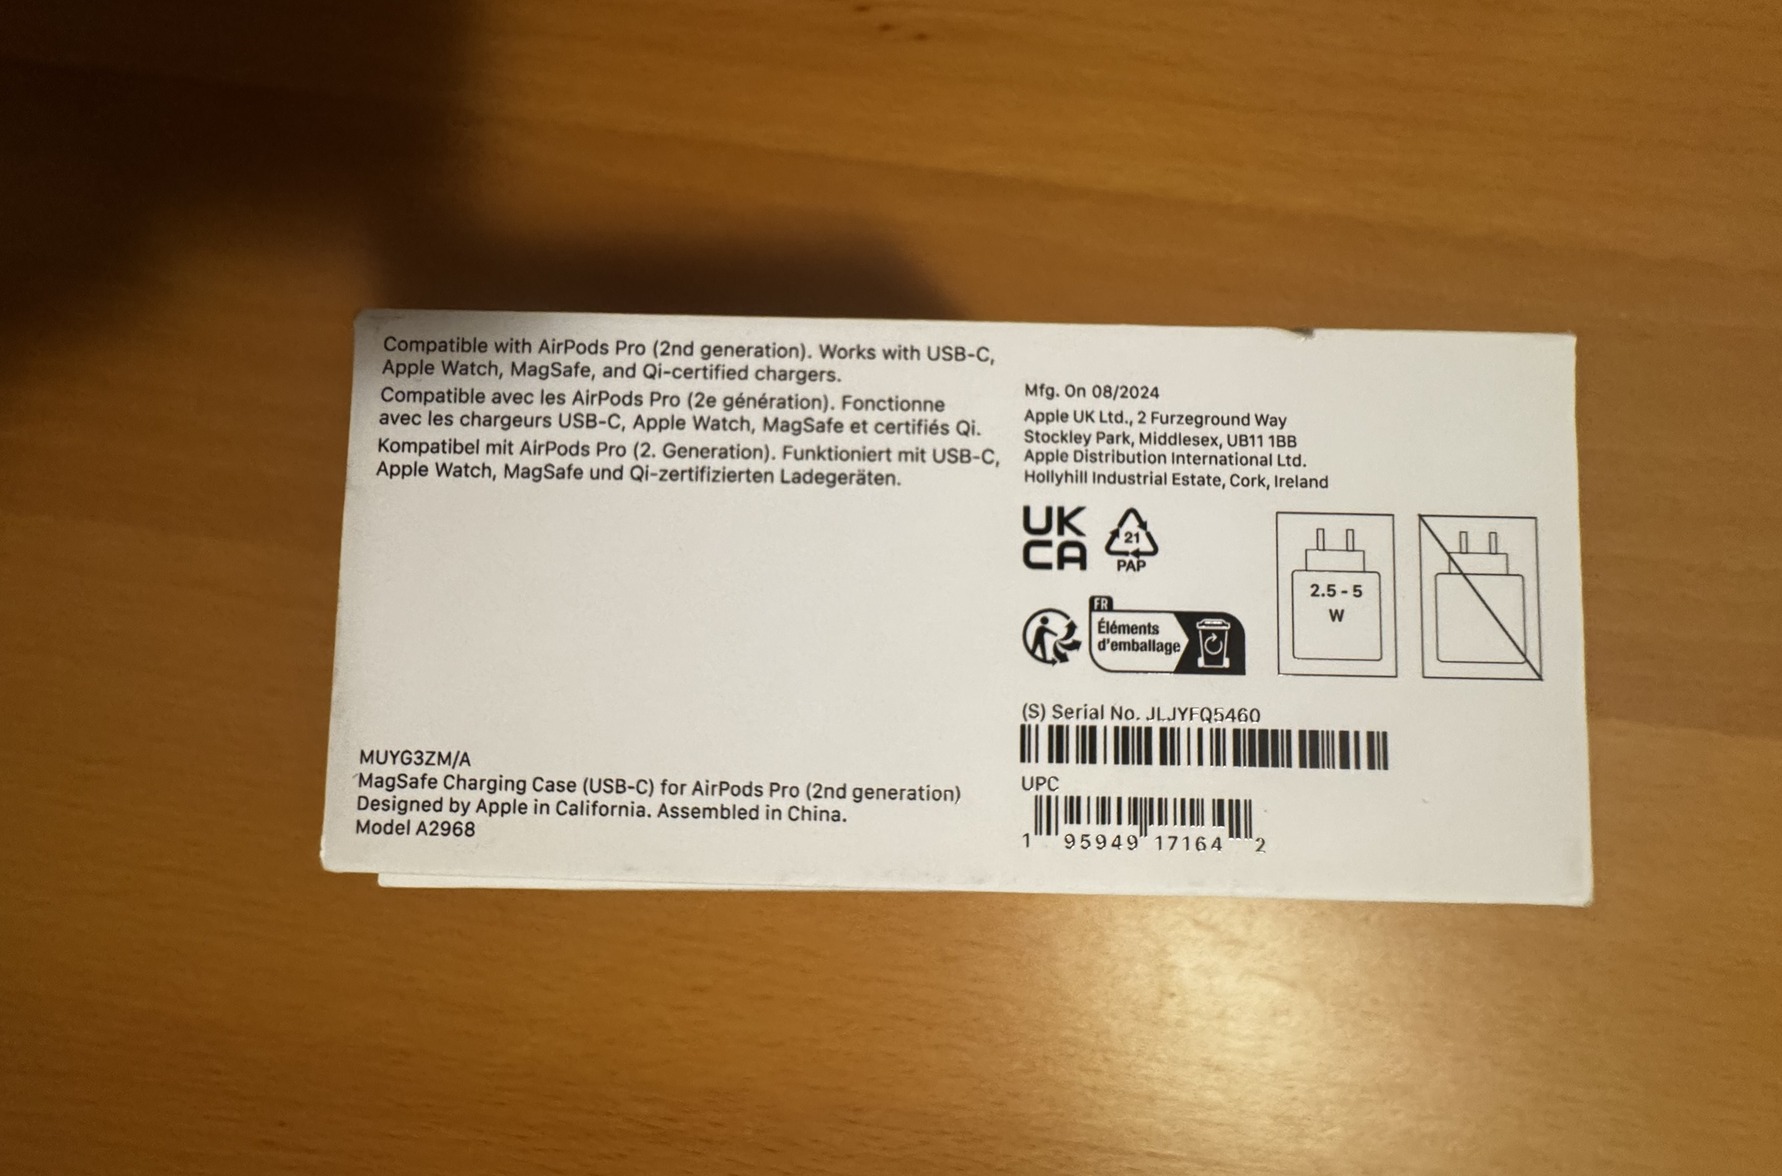 Compatible with AirPods Pro (2nd generation). Works with USB-C,
Apple Watch, MagSafe, and Qi-certified chargers.
Compatible avec les AirPods Pro (2e génération). Fonctionne
avec les chargeurs USB-C, Apple Watch, MagSafe et certifiés Qi.
Kompatibel mit AirPods Pro (2. Generation). Funktioniert mit USB-C,
Apple Watch, MagSafe und Qi-zertifizierten Ladegeräten.
MUYG3ZM/A
MagSafe Charging Case (USB-C) for AirPods Pro (2nd generation)
Designed by Apple in California. Assembled in China.
Model A2968
Mfg. On 08/2024
Apple UK Ltd., 2 Furzeground Way
Stockley Park, Middlesex, UB11 1BB
Apple Distribution International Ltd.
Hollyhill Industrial Estate, Cork, Ireland
UK
CA
21
PAP
FR
Éléments
d'emballage
2.5 - 5
W
(S) Serial No. JLJYFQ5460
UPC
1 95949 17164 2